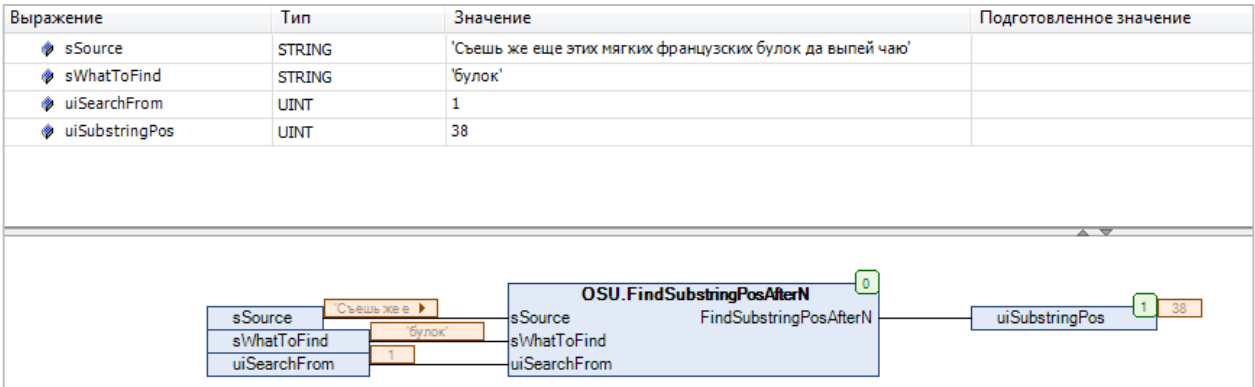 Выражение Тип Значение Подготовленное значение
sSource STRING 'Съешь же еще этих мягких французских булок да выпей чаю'
sWhatToFind STRING 'булок'
uiSearchFrom UINT 1
uiSubstringPos UINT 38
0
OSU.FindSubstringPosAfterN
sSource 'Съешь же е sSource FindSubstringPosAfterN uiSubstringPos 1 38
sWhatToFind 'булок' sWhatToFind
uiSearchFrom 1 uiSearchFrom